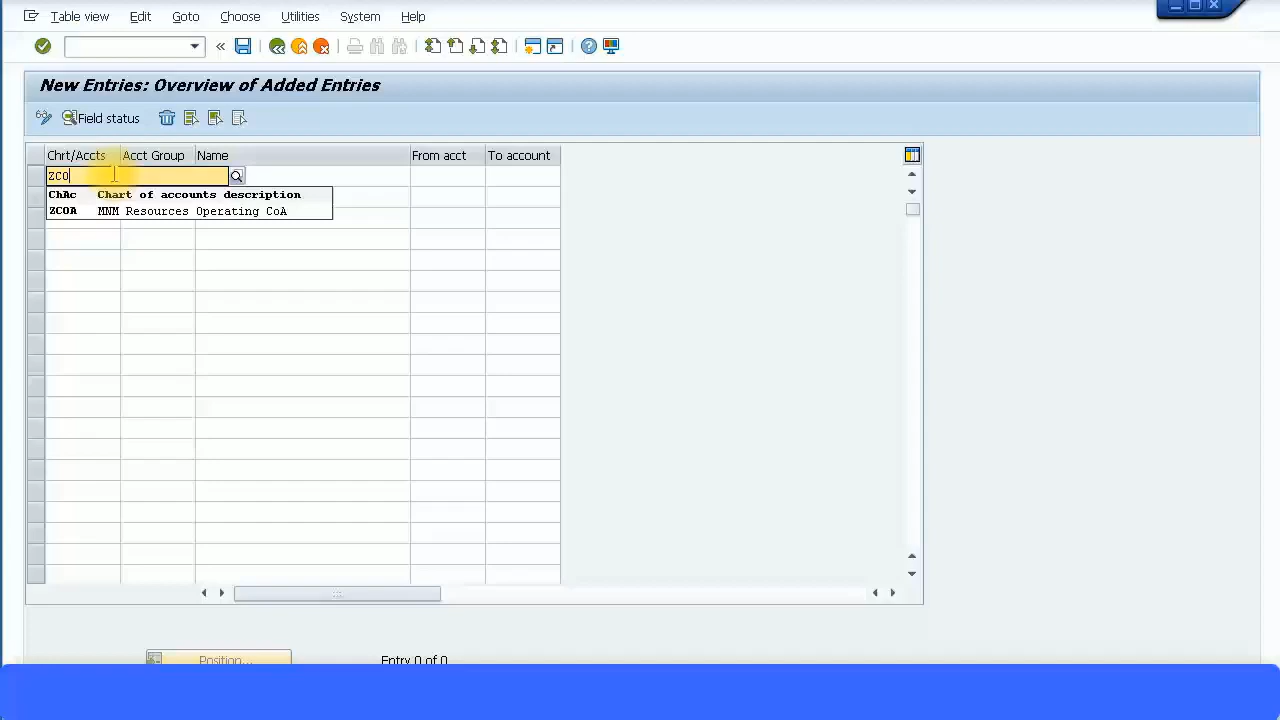 Table view Edit Goto Choose Utilities System Help
New Entries: Overview of Added Entries
Field status
Chrt/Accts Acct Group Name From acct To account
ZCO
ChAc Chart of accounts description
ZCOA MNM Resources Operating CoA
Position... Entry 0 of 0